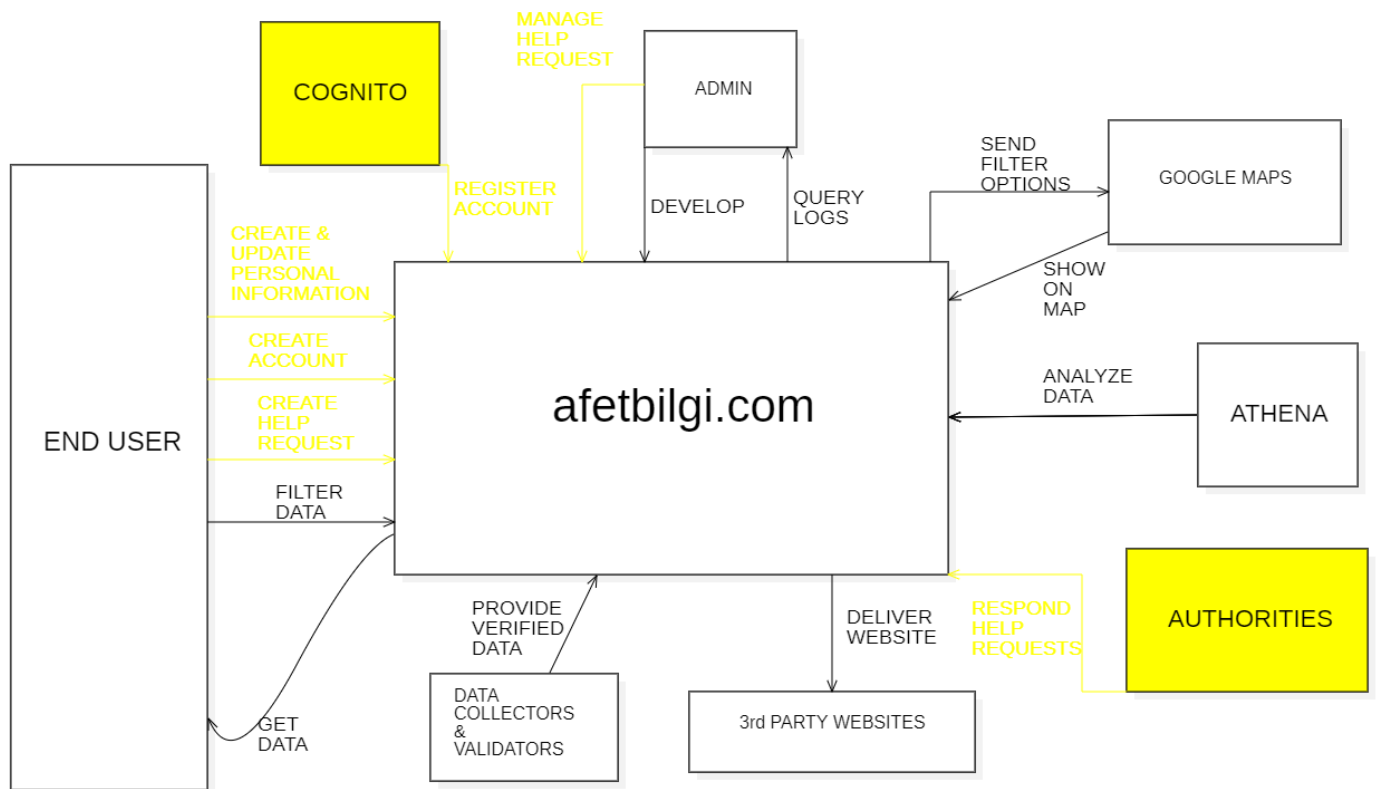 MANAGE
HELP
REQUEST
COGNITO
ADMIN
SEND
FILTER
OPTIONS
GOOGLE MAPS
REGISTER
ACCOUNT
DEVELOP
QUERY
LOGS
CREATE &
UPDATE
PERSONAL
INFORMATION
SHOW
ON
MAP
CREATE
ACCOUNT
ANALYZE
DATA
CREATE
HELP
REQUEST
afetbilgi.com
ATHENA
END USER
FILTER
DATA
PROVIDE
VERIFIED
DATA
DELIVER
WEBSITE
RESPOND
HELP
REQUESTS
AUTHORITIES
GET
DATA
DATA
COLLECTORS
&
VALIDATORS
3rd PARTY WEBSITES